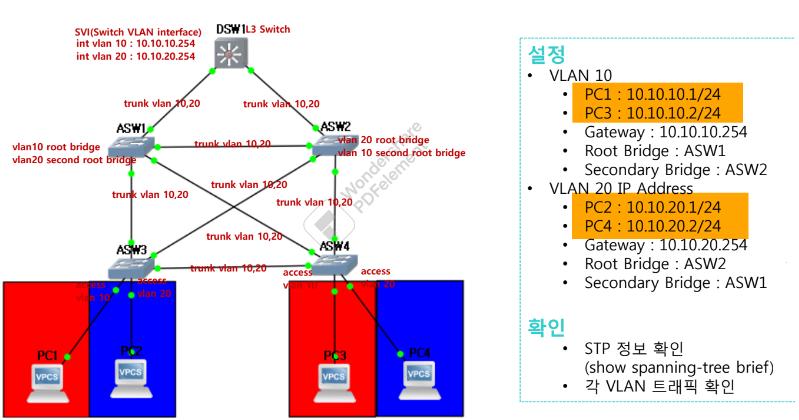 SVI(Switch VLAN interface)
int vlan 10 : 10.10.10.254
int vlan 20 : 10.10.20.254
DSW1
L3 Switch
trunk vlan 10,20
trunk vlan 10,20
ASW1
ASW2
vlan10 root bridge
vlan20 second root bridge
trunk vlan 10,20
vlan 20 root bridge
vlan 10 second root bridge
trunk vlan 10,20
trunk vlan 10,20
trunk vlan 10,20
trunk vlan 10,20
ASW3
ASW4
trunk vlan 10,20
access
vlan 10
access
vlan 20
access
vlan 10
access
vlan 20
PC1
PC2
PC3
PC4
VPCS
VPCS
VPCS
VPCS
Wondershare
PDFelement
설정
• VLAN 10
• PC1 : 10.10.10.1/24
• PC3 : 10.10.10.2/24
• Gateway : 10.10.10.254
• Root Bridge : ASW1
• Secondary Bridge : ASW2
• VLAN 20 IP Address
• PC2 : 10.10.20.1/24
• PC4 : 10.10.20.2/24
• Gateway : 10.10.20.254
• Root Bridge : ASW2
• Secondary Bridge : ASW1
확인
• STP 정보 확인
(show spanning-tree brief)
• 각 VLAN 트래픽 확인